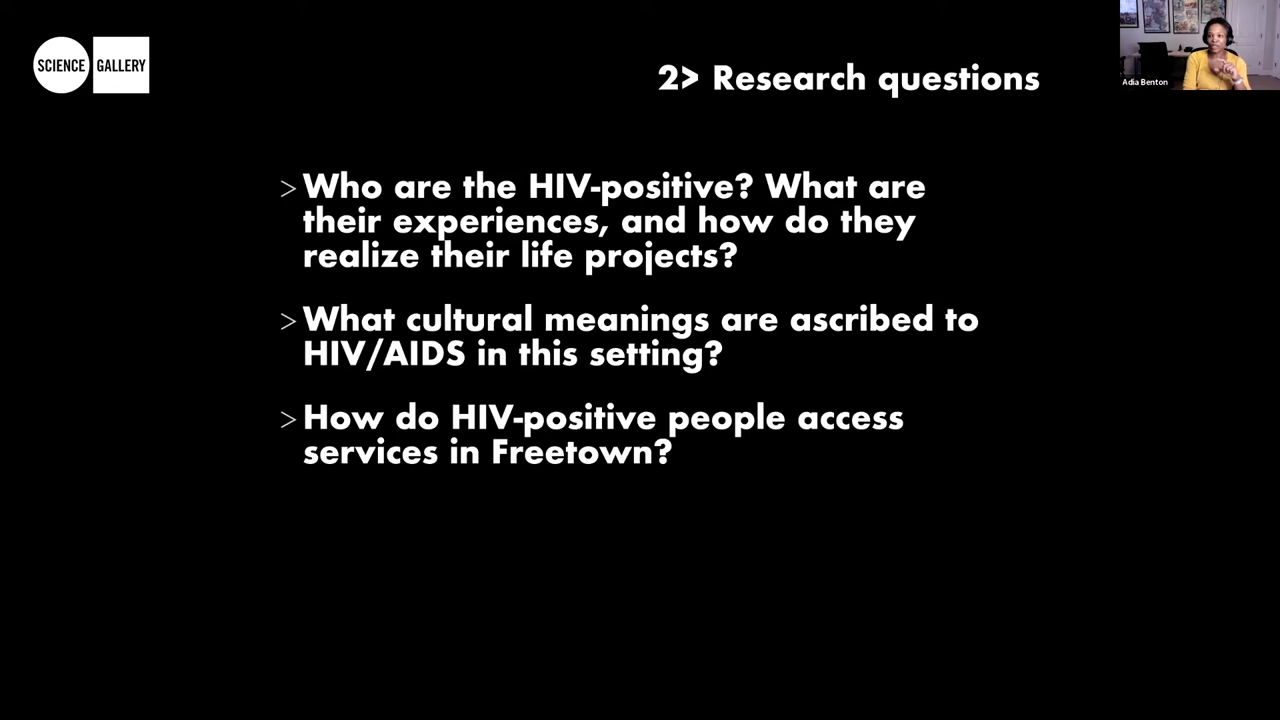 SCIENCE GALLERY
2> Research questions
Adia Benton
> Who are the HIV-positive? What are
their experiences, and how do they
realize their life projects?
> What cultural meanings are ascribed to
HIV/AIDS in this setting?
> How do HIV-positive people access
services in Freetown?